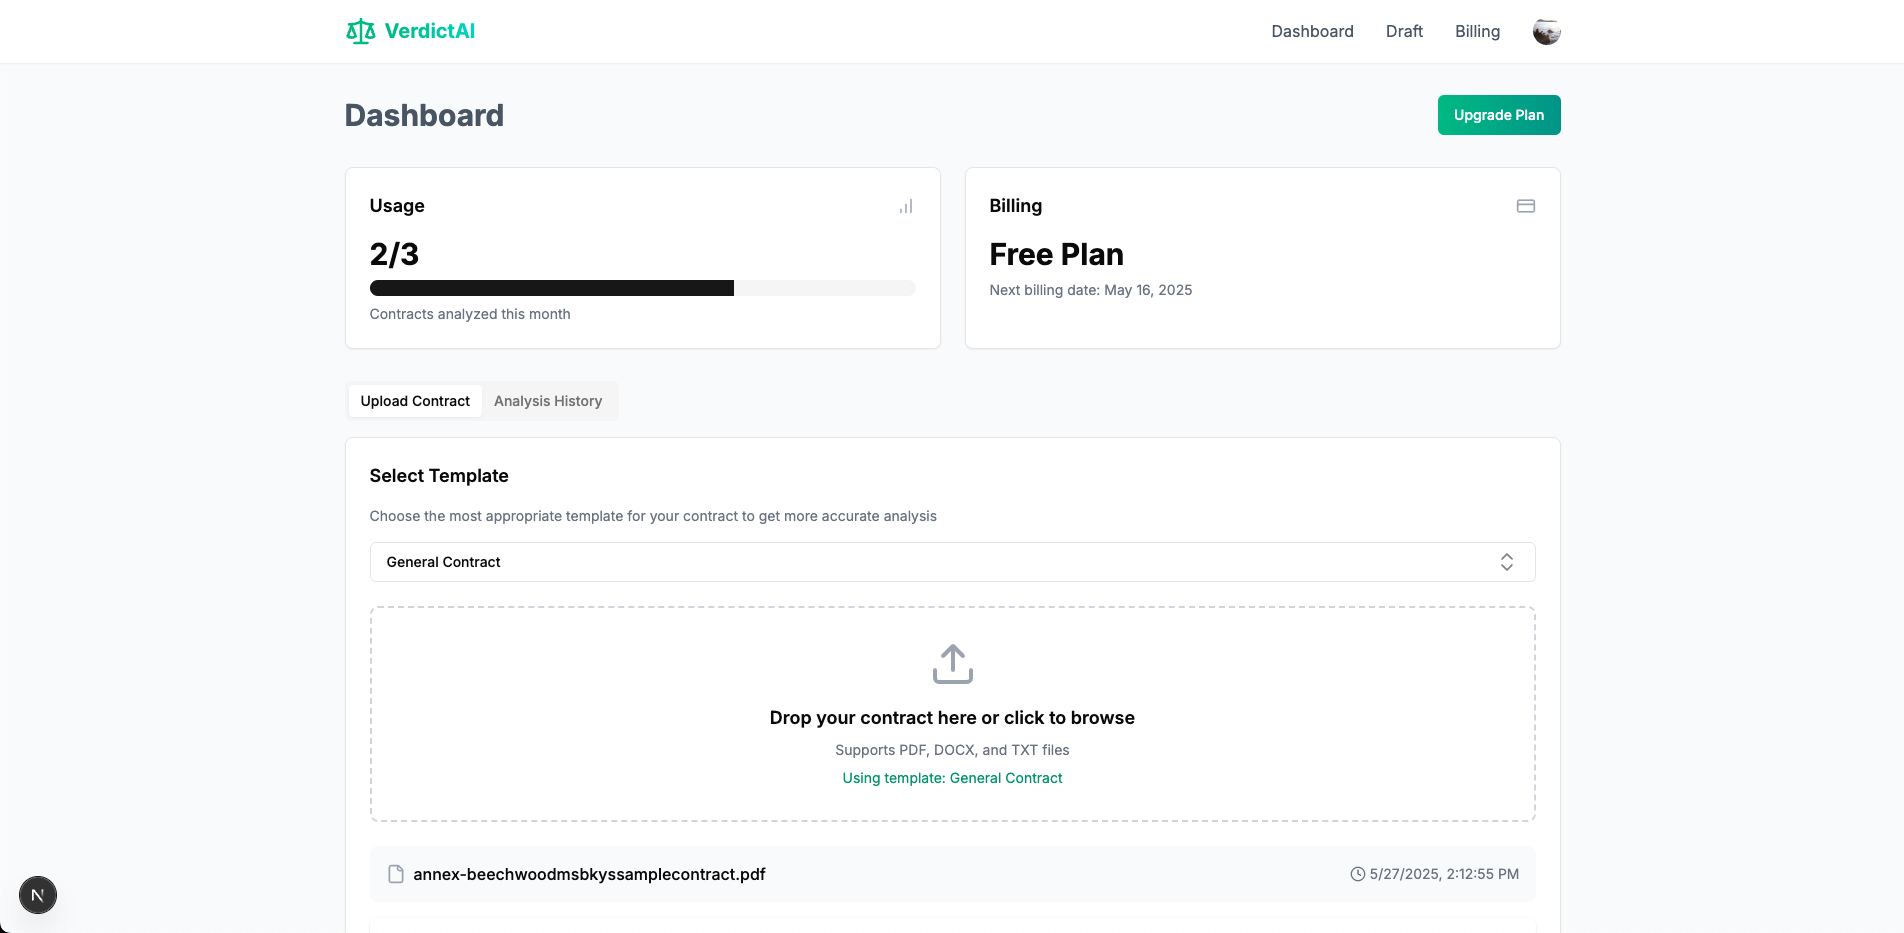 VerdictAI
Dashboard
Draft
Billing
Dashboard
Upgrade Plan
Usage
2/3
Contracts analyzed this month
Billing
Free Plan
Next billing date: May 16, 2025
Upload Contract
Analysis History
Select Template
Choose the most appropriate template for your contract to get more accurate analysis
General Contract
Drop your contract here or click to browse
Supports PDF, DOCX, and TXT files
Using template: General Contract
annex-beechwoodmsbkyssamplecontract.pdf
5/27/2025, 2:12:55 PM
N